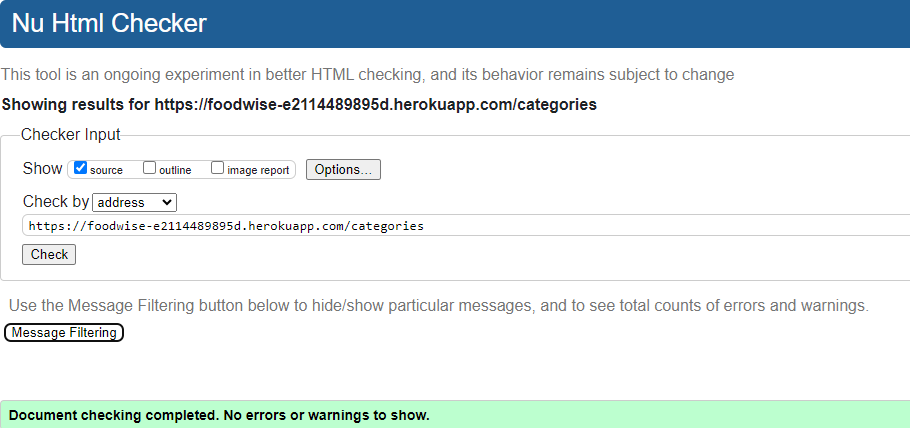 Nu Html Checker
This tool is an ongoing experiment in better HTML checking, and its behavior remains subject to change
Showing results for https://foodwise-e2114489895d.herokuapp.com/categories
Checker Input
Show source outline image report Options...
Check by address
https://foodwise-e2114489895d.herokuapp.com/categories
Check
Use the Message Filtering button below to hide/show particular messages, and to see total counts of errors and warnings.
Message Filtering
Document checking completed. No errors or warnings to show.